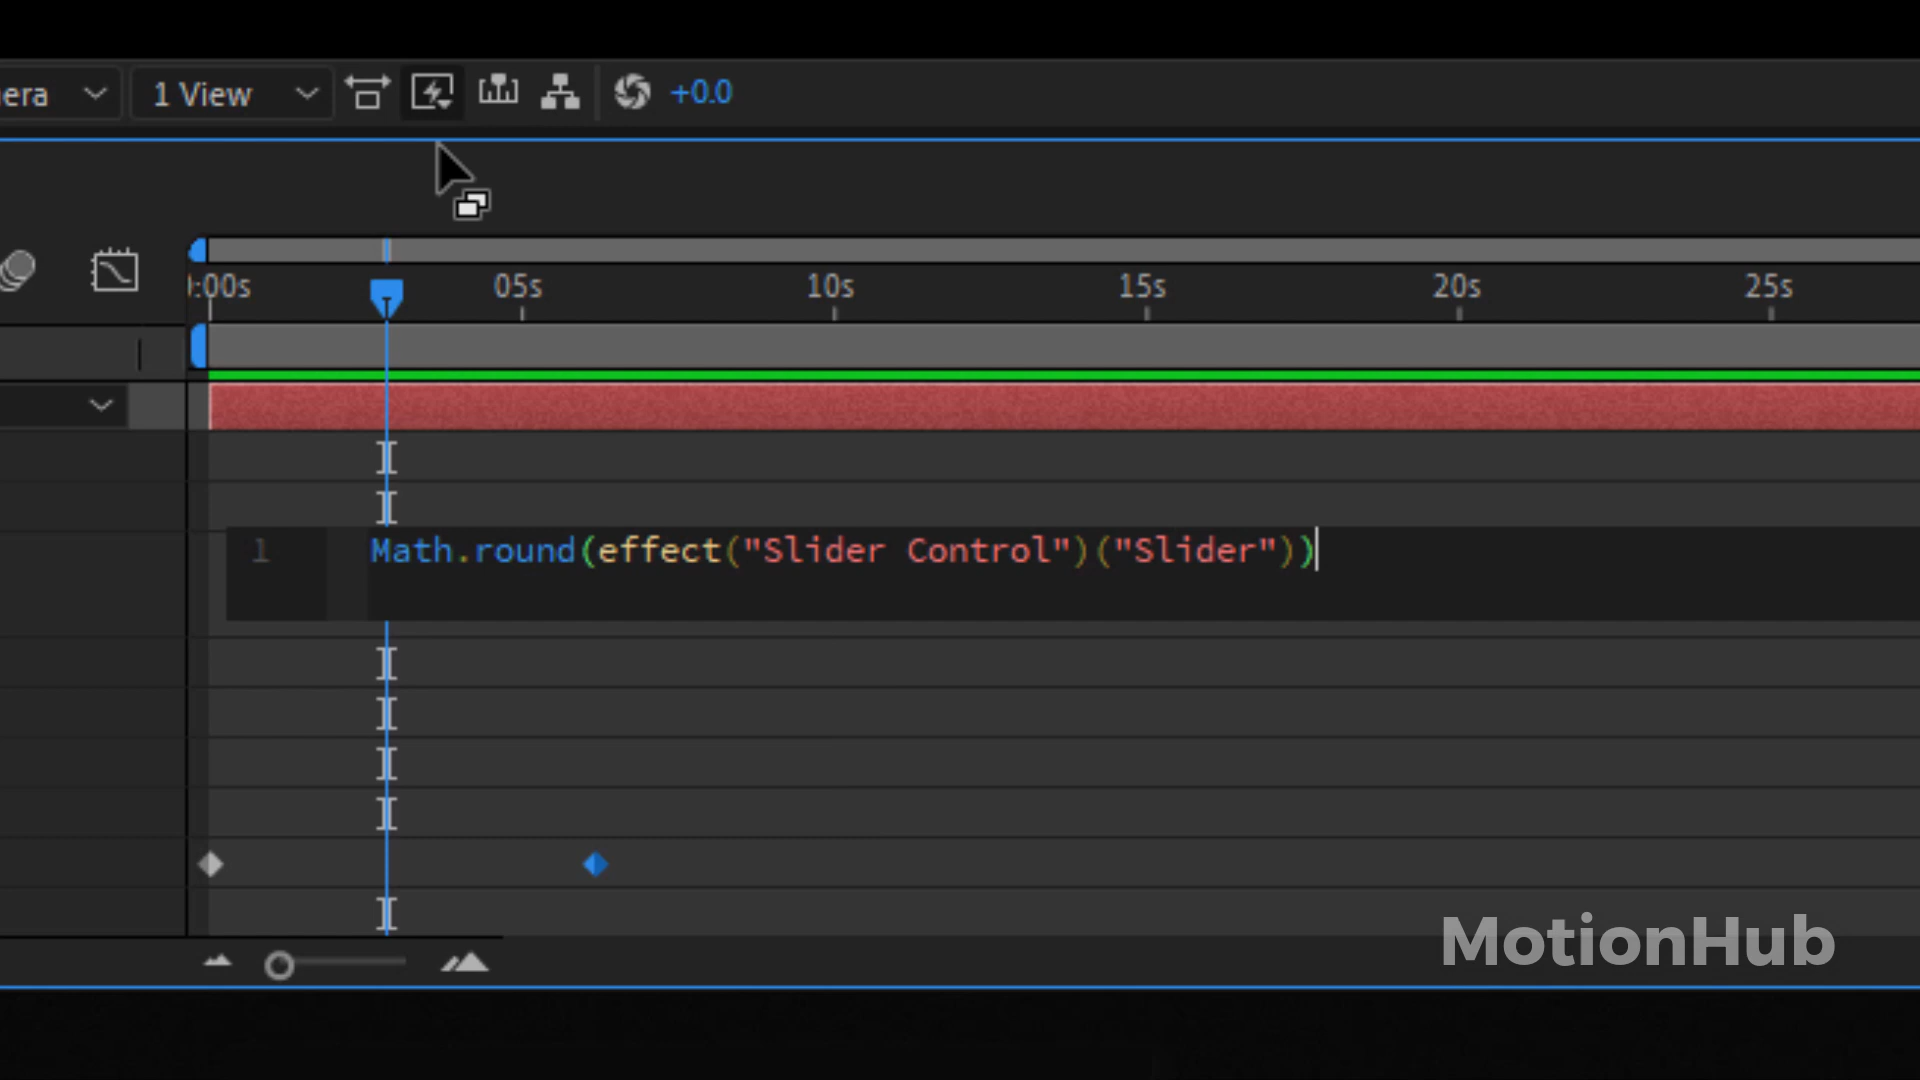 era
1 View
+0.0
:00s
05s
10s
15s
20s
25s
1
Math.round(effect("Slider Control")("Slider"))
MotionHub